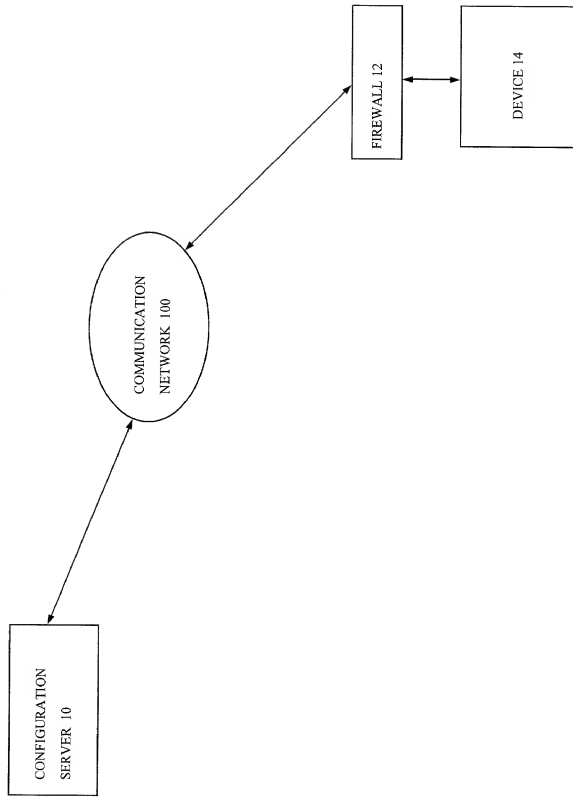 CONFIGURATION
SERVER 10
COMMUNICATION
NETWORK 100
FIREWALL 12
DEVICE 14